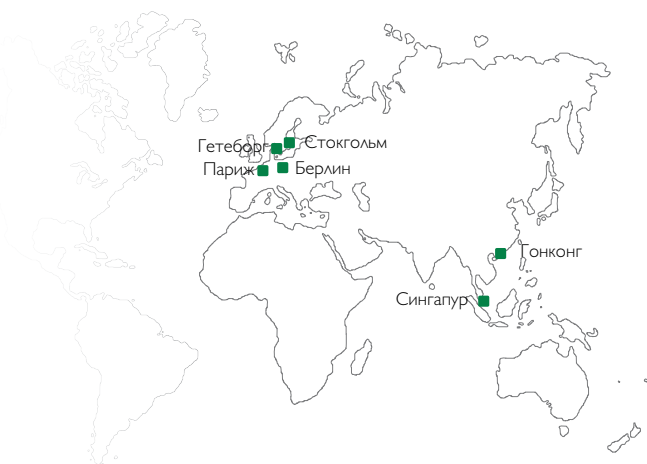 Гетеборг
Стокгольм
Париж
Берлин
Гонконг
Сингапур